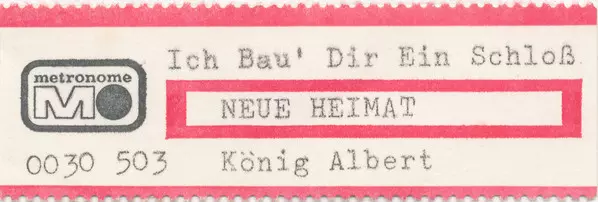 Ich Bau' Dir Ein Schloß
metronome
NEUE HEIMAT
0030 503 König Albert